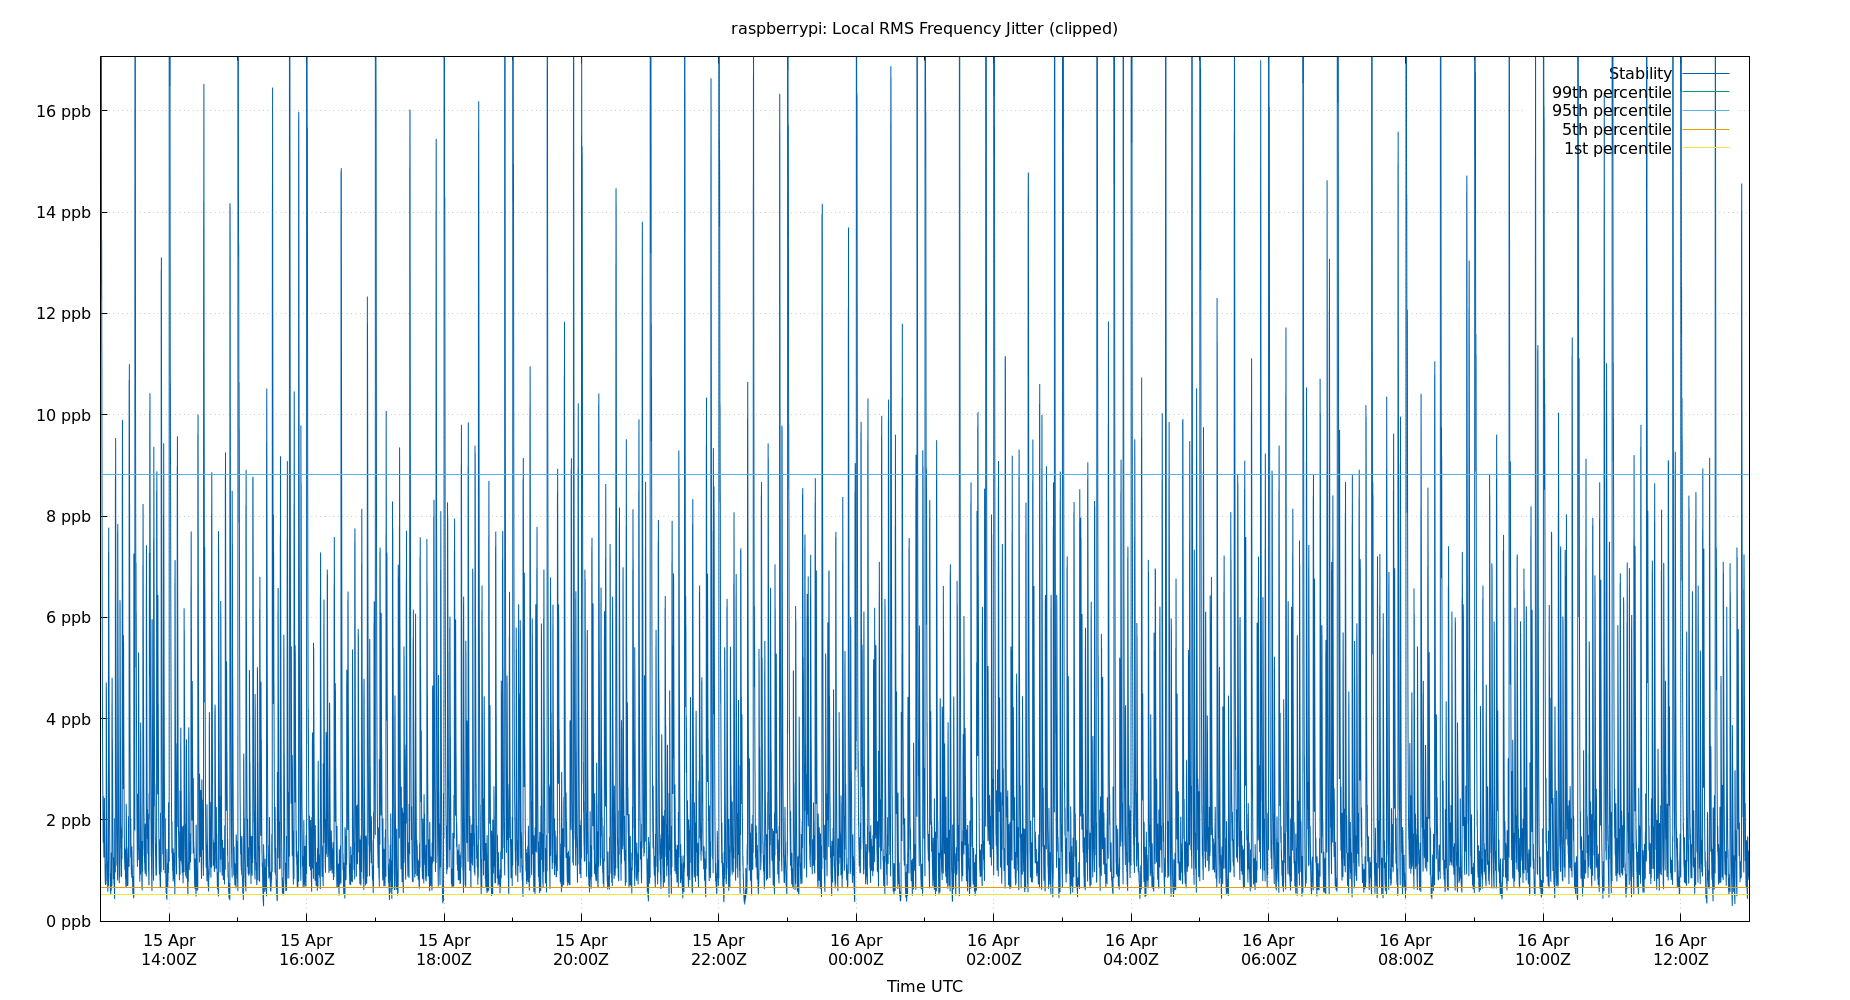 raspberrypi: Local RMS Frequency Jitter (clipped)
Stability
99th percentile
95th percentile
5th percentile
1st percentile
16 ppb
14 ppb
12 ppb
10 ppb
8 ppb
6 ppb
4 ppb
2 ppb
0 ppb
15 Apr 15 Apr 15 Apr 15 Apr 15 Apr 16 Apr 16 Apr 16 Apr 16 Apr 16 Apr 16 Apr 16 Apr
14:00Z 16:00Z 18:00Z 20:00Z 22:00Z 00:00Z 02:00Z 04:00Z 06:00Z 08:00Z 10:00Z 12:00Z
Time UTC